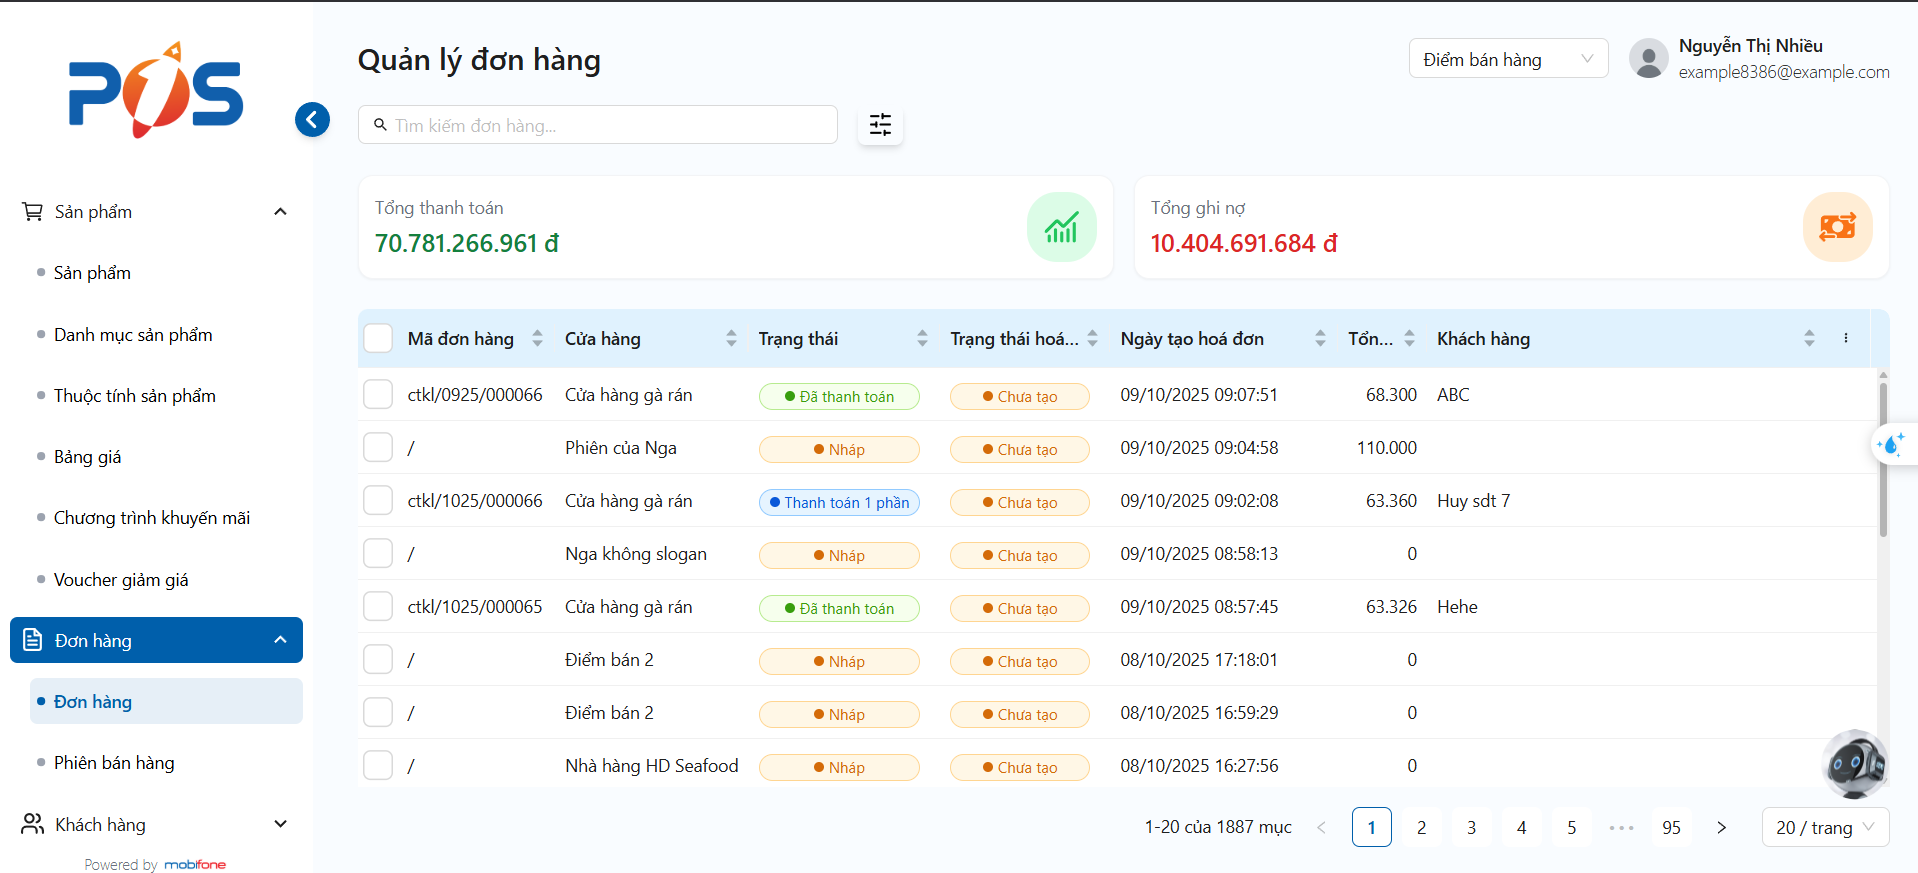 POS
Quản lý đơn hàng
Điểm bán hàng
Nguyễn Thị Nhiều
example8386@example.com
Tìm kiếm đơn hàng...
Sản phẩm
Sản phẩm
Danh mục sản phẩm
Thuộc tính sản phẩm
Bảng giá
Chương trình khuyến mãi
Voucher giảm giá
Đơn hàng
Đơn hàng
Phiên bán hàng
Khách hàng
Powered by mobifone
Tổng thanh toán
70.781.266.961 đ
Tổng ghi nợ
10.404.691.684 đ
Mã đơn hàng Cửa hàng Trạng thái Trạng thái hoá... Ngày tạo hoá đơn Tổn... Khách hàng
ctkl/0925/000066 Cửa hàng gà rán Đã thanh toán Chưa tạo 09/10/2025 09:07:51 68.300 ABC
/ Phiên của Nga Nháp Chưa tạo 09/10/2025 09:04:58 110.000
ctkl/1025/000066 Cửa hàng gà rán Thanh toán 1 phần Chưa tạo 09/10/2025 09:02:08 63.360 Huy sdt 7
/ Nga không slogan Nháp Chưa tạo 09/10/2025 08:58:13 0
ctkl/1025/000065 Cửa hàng gà rán Đã thanh toán Chưa tạo 09/10/2025 08:57:45 63.326 Hehe
/ Điểm bán 2 Nháp Chưa tạo 08/10/2025 17:18:01 0
/ Điểm bán 2 Nháp Chưa tạo 08/10/2025 16:59:29 0
/ Nhà hàng HD Seafood Nháp Chưa tạo 08/10/2025 16:27:56 0
1-20 của 1887 mục < 1 2 3 4 5 ••• 95 > 20 / trang